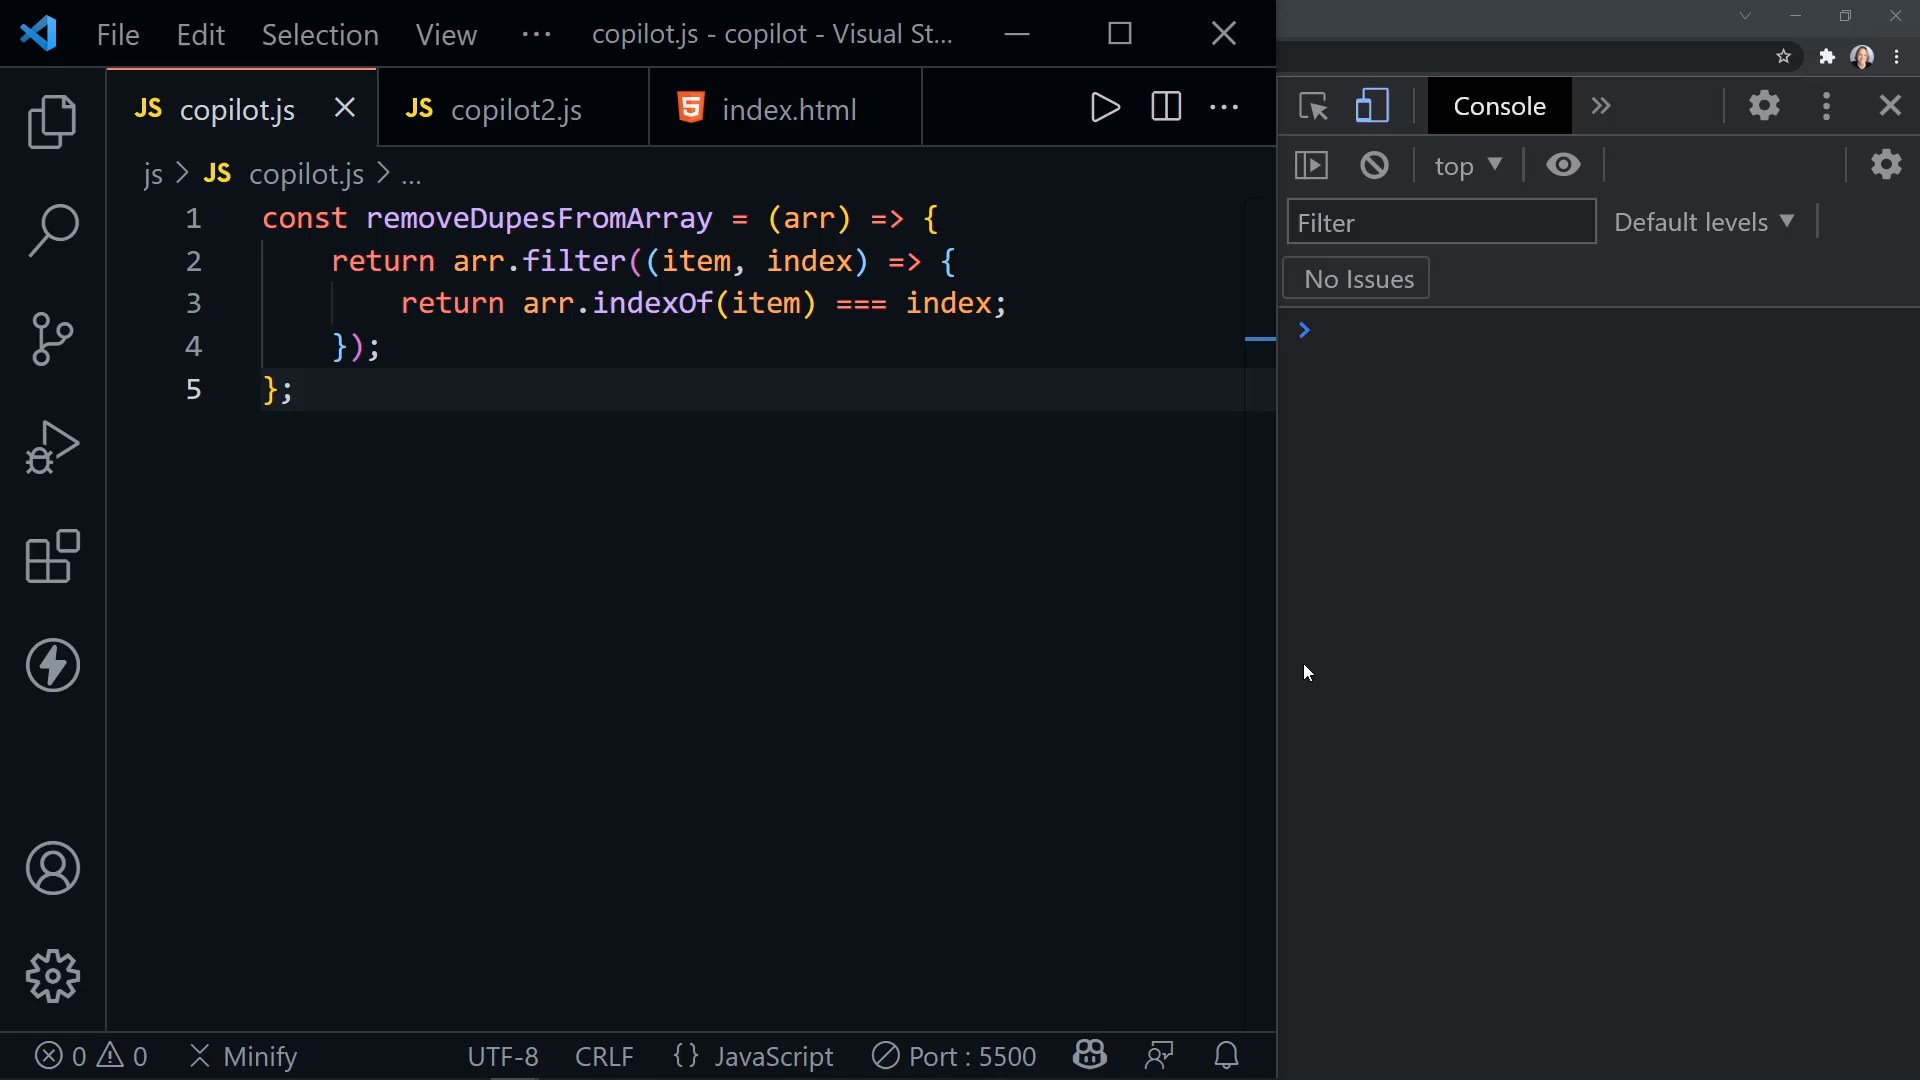 File Edit Selection View ··· copilot.js - copilot - Visual St...
JS copilot.js JS copilot2.js 5 index.html
js > JS copilot.js > ...
1 const removeDupesFromArray = (arr) => {
2 return arr.filter((item, index) => {
3 return arr.indexOf(item) === index;
4 });
5 };
0 0 Minify UTF-8 CRLF {} JavaScript Port : 5500
Console
top
Filter Default levels
No Issues